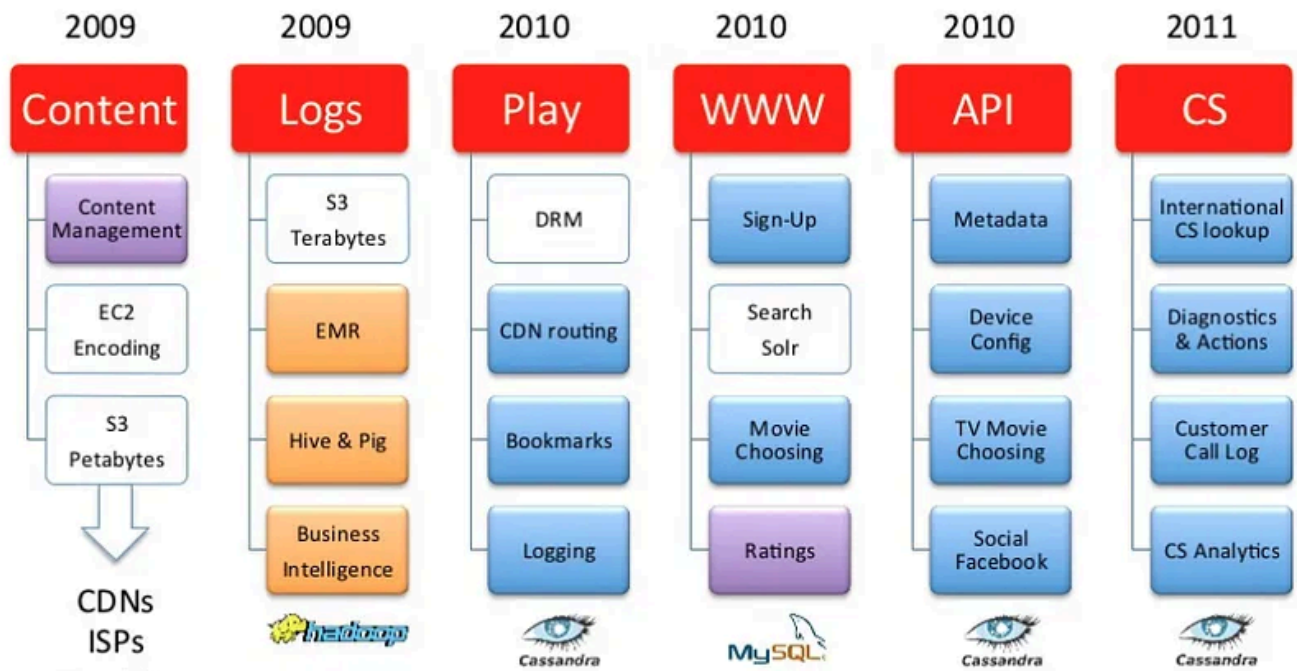 2009
2009
2010
2010
2010
2011
Content
Logs
Play
WWW
API
CS
Content
Management
EC2
Encoding
S3
Petabytes
CDNs
ISPs
S3
Terabytes
EMR
Hive & Pig
Business
Intelligence
hadoop
DRM
CDN routing
Bookmarks
Logging
Cassandra
Sign-Up
Search
Solr
Movie
Choosing
Ratings
MySQL
Metadata
Device
Config
TV Movie
Choosing
Social
Facebook
Cassandra
International
CS lookup
Diagnostics
& Actions
Customer
Call Log
CS Analytics
Cassandra